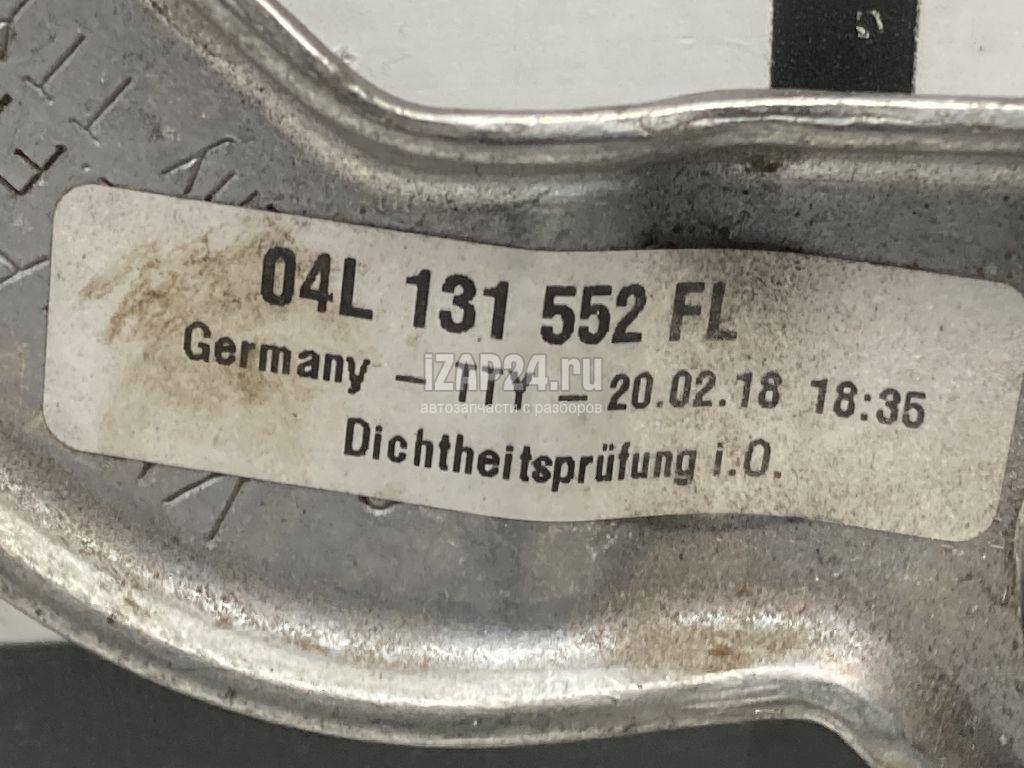 04L 131 552 FL
Germany – TTY – 20.02.18 18:35
Dichtheitsprüfung i.O.
iZAP24.ru
автозапчасти с разборов